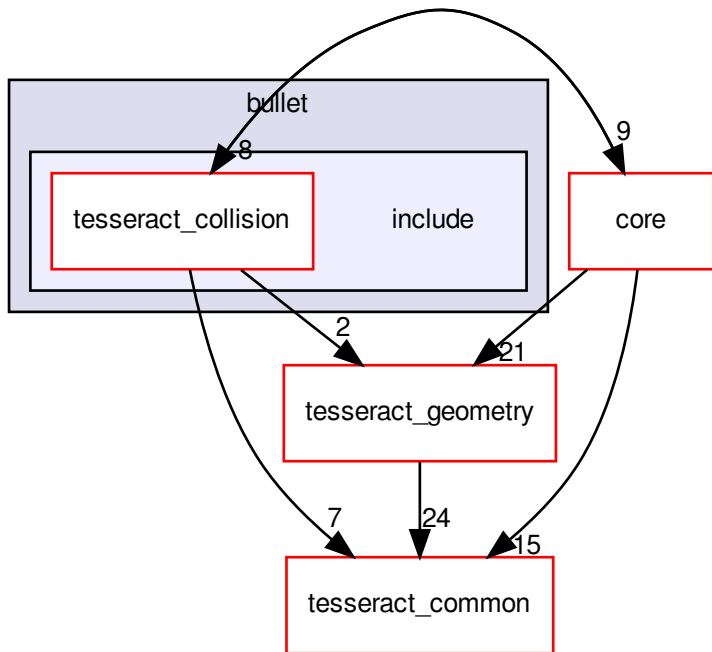 bullet
9
8
tesseract_collision
include
core
2
21
tesseract_geometry
7
24
15
tesseract_common